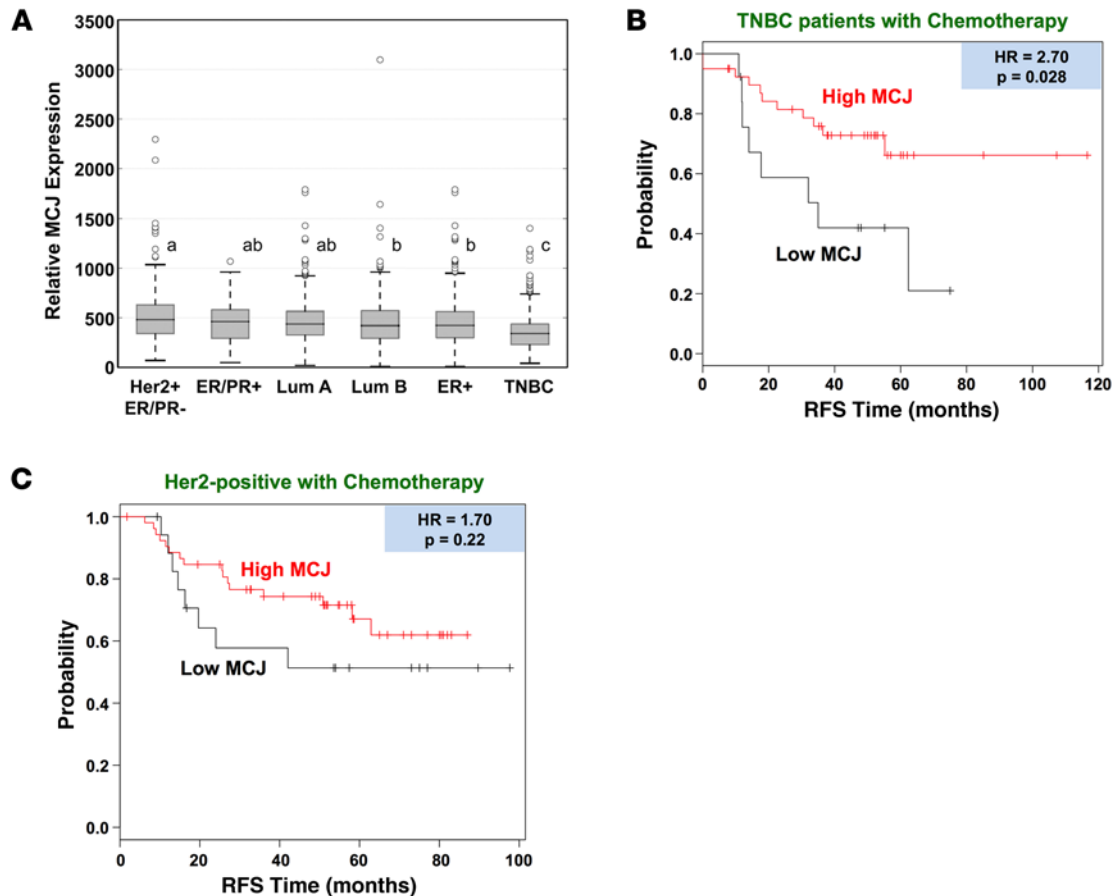 A
3500
3000
2500
2000
1500
1000
500
0
Relative MCJ Expression
a
ab
ab
b
b
c
Her2+
ER/PR-
ER/PR+
Lum A
Lum B
ER+
TNBC
B
TNBC patients with Chemotherapy
HR = 2.70
p = 0.028
High MCJ
Low MCJ
1.0
0.8
0.6
0.4
0.2
0.0
Probability
0 20 40 60 80 100 120
RFS Time (months)
C
Her2-positive with Chemotherapy
HR = 1.70
p = 0.22
High MCJ
Low MCJ
1.0
0.8
0.6
0.4
0.2
0.0
Probability
0 20 40 60 80 100
RFS Time (months)